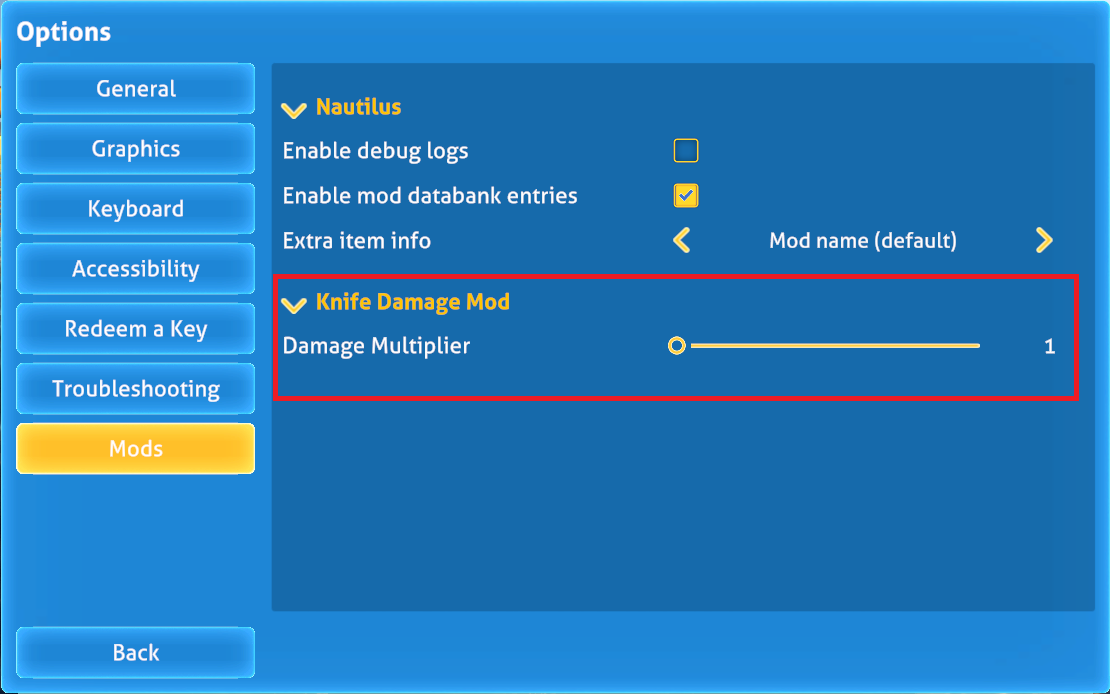 Options
General
Graphics
Keyboard
Accessibility
Redeem a Key
Troubleshooting
Mods
Back
Nautilus
Enable debug logs
Enable mod databank entries
Extra item info Mod name (default)
Knife Damage Mod
Damage Multiplier 1